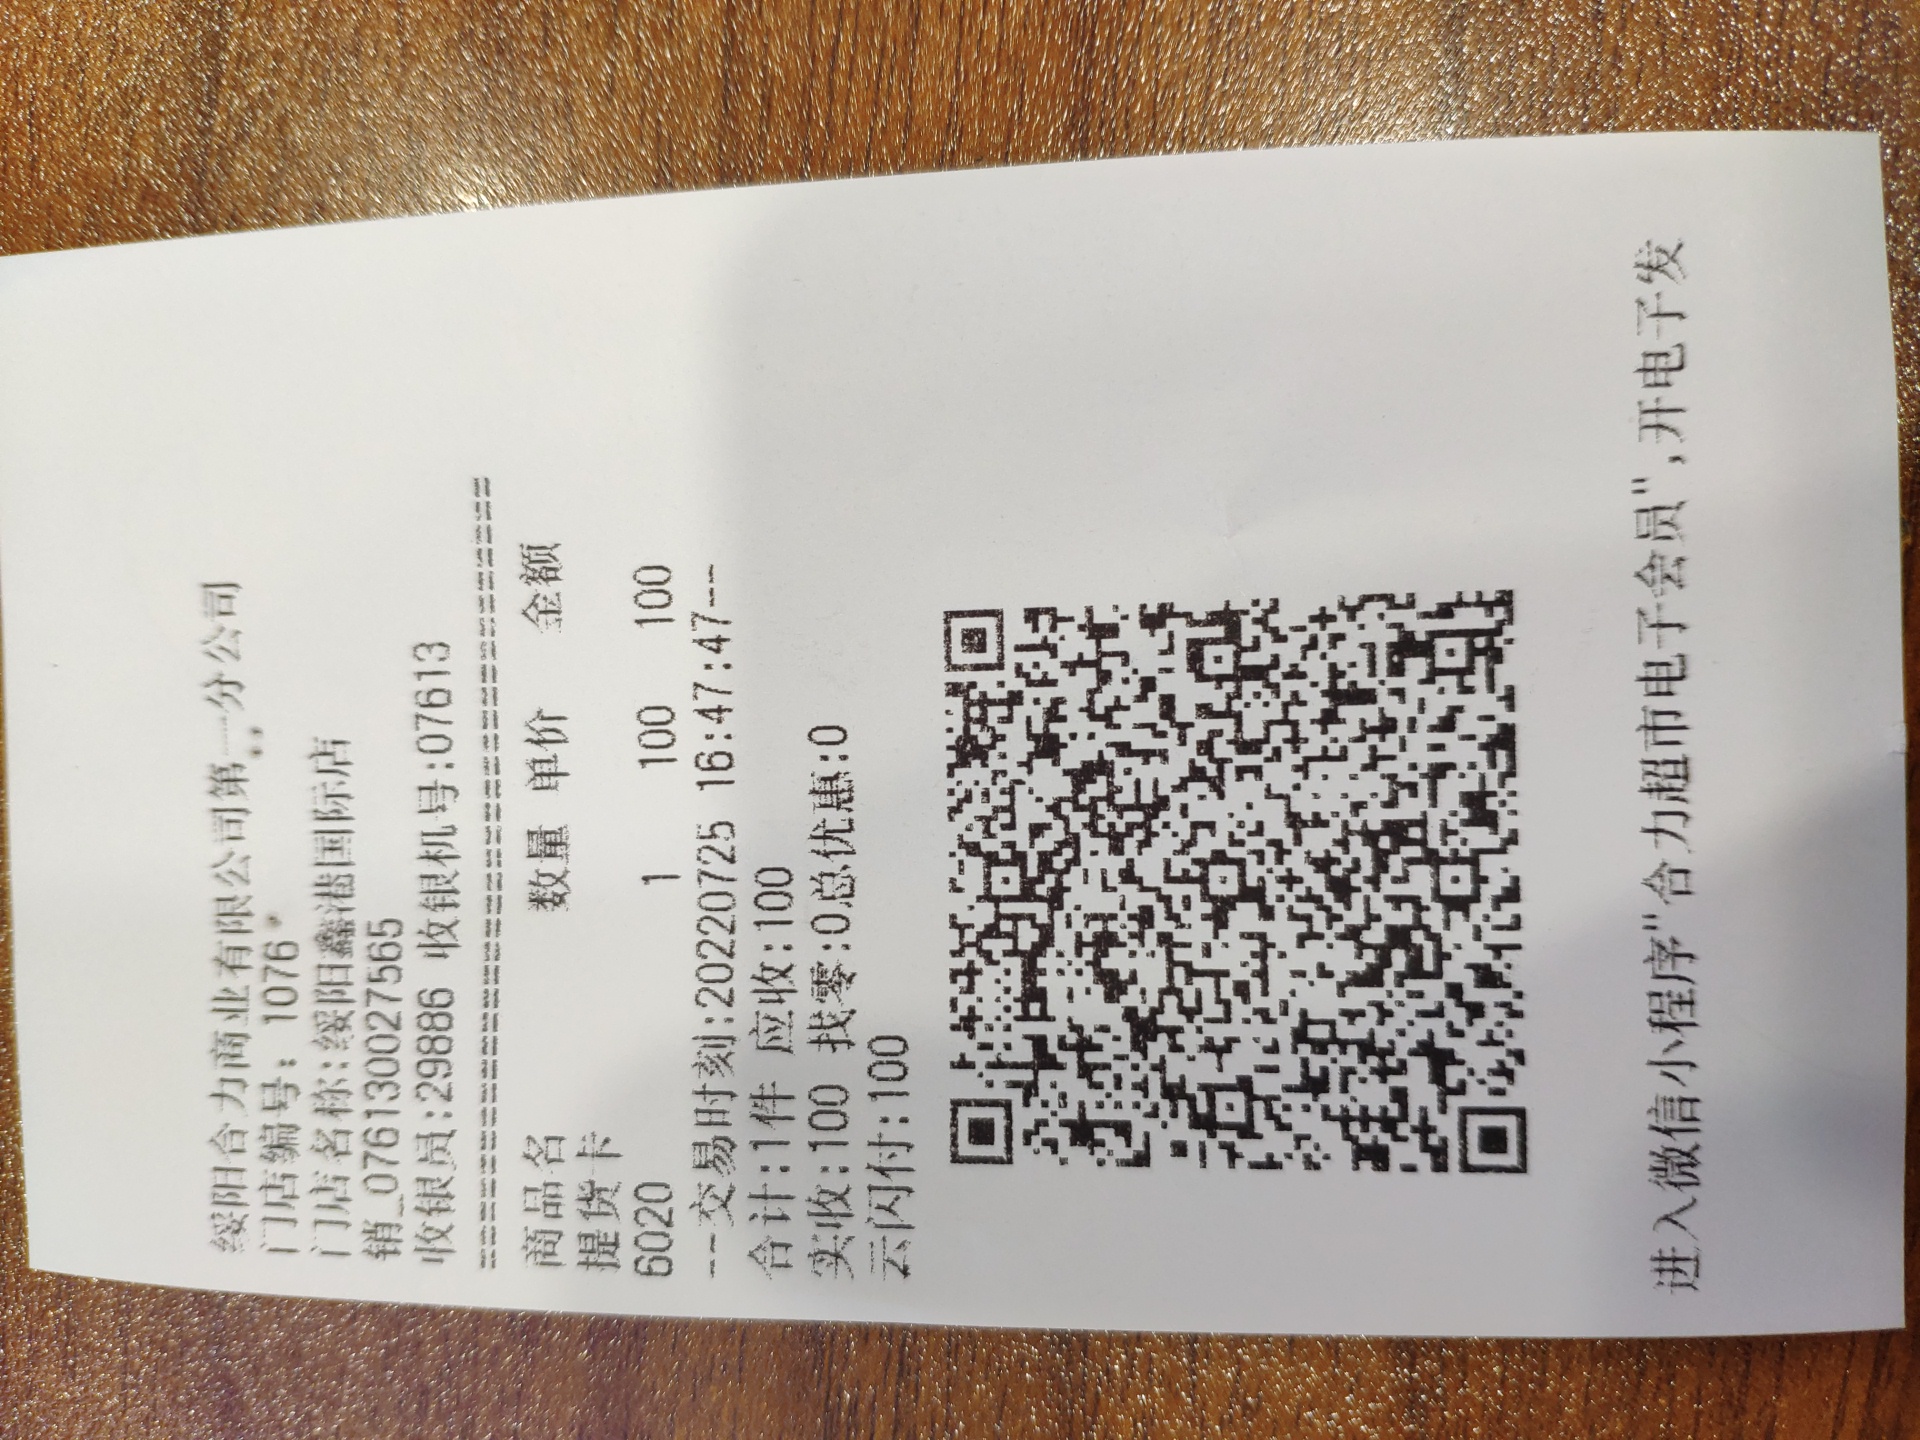 绥阳合力商业有限公司第一分公司
门店编号: 1076
门店名称:绥阳鑫港国际店
销_0761300027565
收银员:29886 收银机号:07613
商品名 数量 单价 金额
提货卡
6020 1 100 100
--交易时刻:20220725 16:47:47--
合计:1件 应收:100
实收:100 找零:0总优惠:0
云闪付:100
进入微信小程序"合力超市电子会员",开电子发